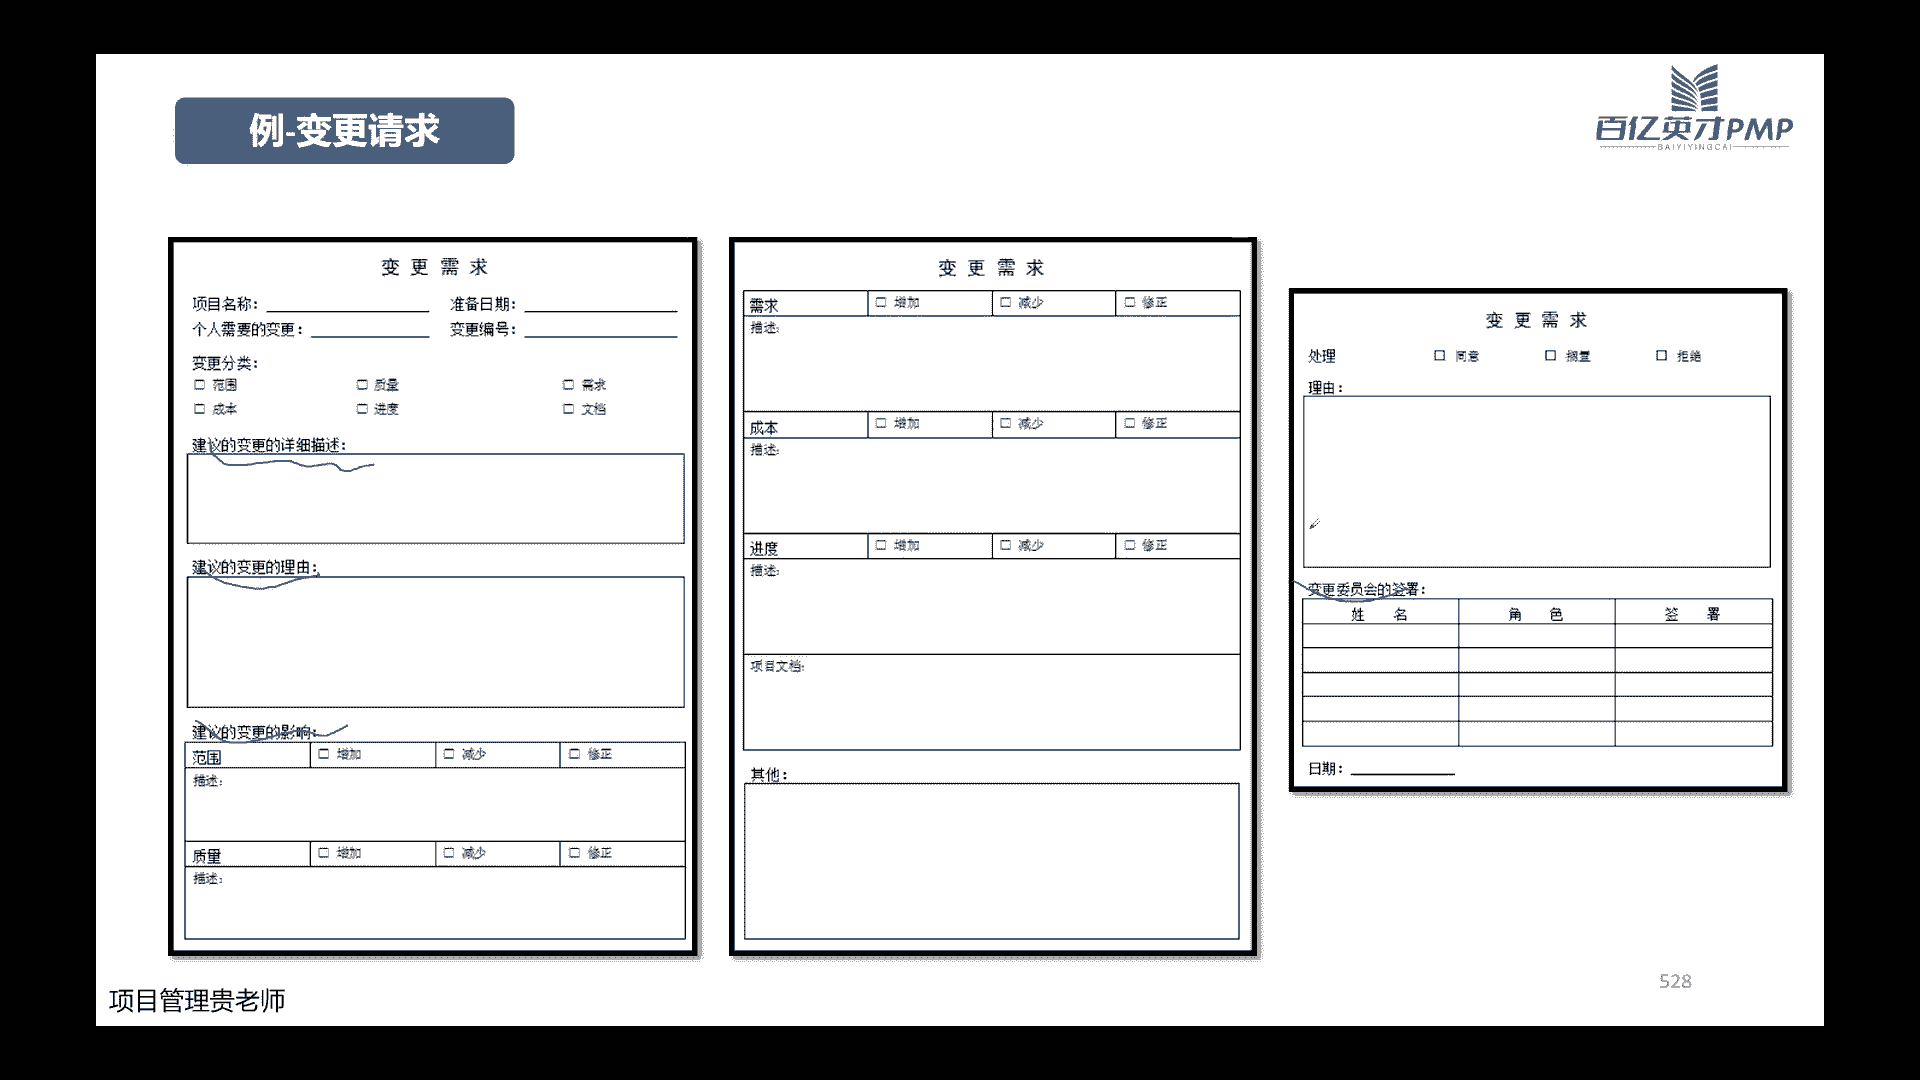 例-变更请求
百亿英才PMP
BAIYIYINGCAI
变更需求
项目名称： 准备日期：
个人需要的变更： 变更编号：
变更分类：
□ 范围 □ 质量 □ 需求
□ 成本 □ 进度 □ 文档
建议的变更的详细描述：
建议的变更的理由：
建议的变更的影响：
范围 □ 增加 □ 减少 □ 修正
描述：
质量 □ 增加 □ 减少 □ 修正
描述：
变更需求
需求 □ 增加 □ 减少 □ 修正
描述：
成本 □ 增加 □ 减少 □ 修正
描述：
进度 □ 增加 □ 减少 □ 修正
描述：
项目文档：
其他：
变更需求
处理 □ 同意 □ 搁置 □ 拒绝
理由：
变更委员会的签署：
姓名 角色 签署
日期：
项目管理贵老师
528